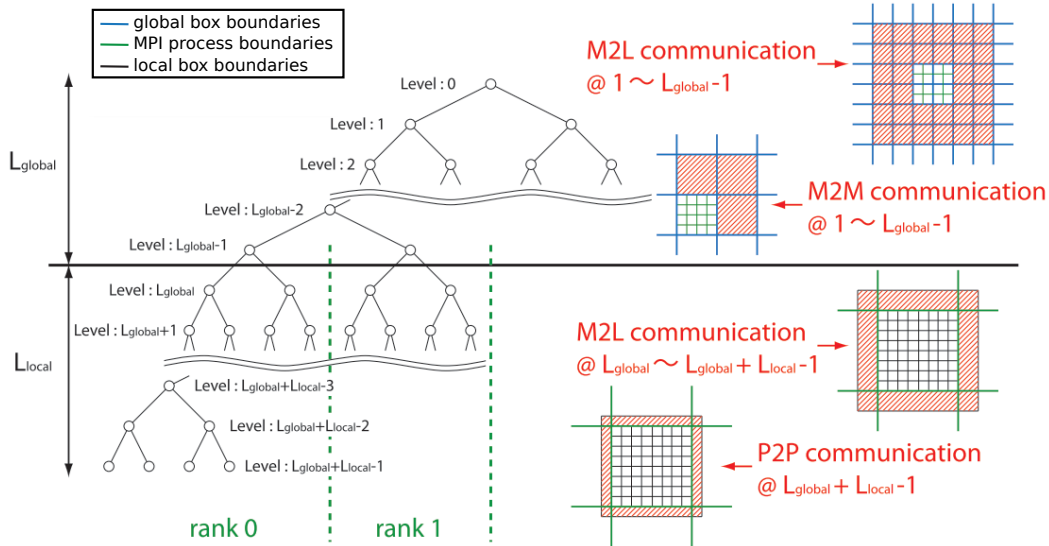 global box boundaries
MPI process boundaries
local box boundaries
M2L communication
@ 1 ~ Lglobal-1
Level : 0
Level : 1
Level : 2
Lglobal
Level : Lglobal-2
M2M communication
@ 1 ~ Lglobal-1
Level : Lglobal-1
Level : Lglobal
Level : Lglobal+1
Llocal
M2L communication
@ Lglobal ~ Lglobal + Llocal-1
Level : Lglobal+Llocal-3
Level : Lglobal+Llocal-2
Level : Lglobal+Llocal-1
P2P communication
@ Lglobal + Llocal-1
rank 0
rank 1